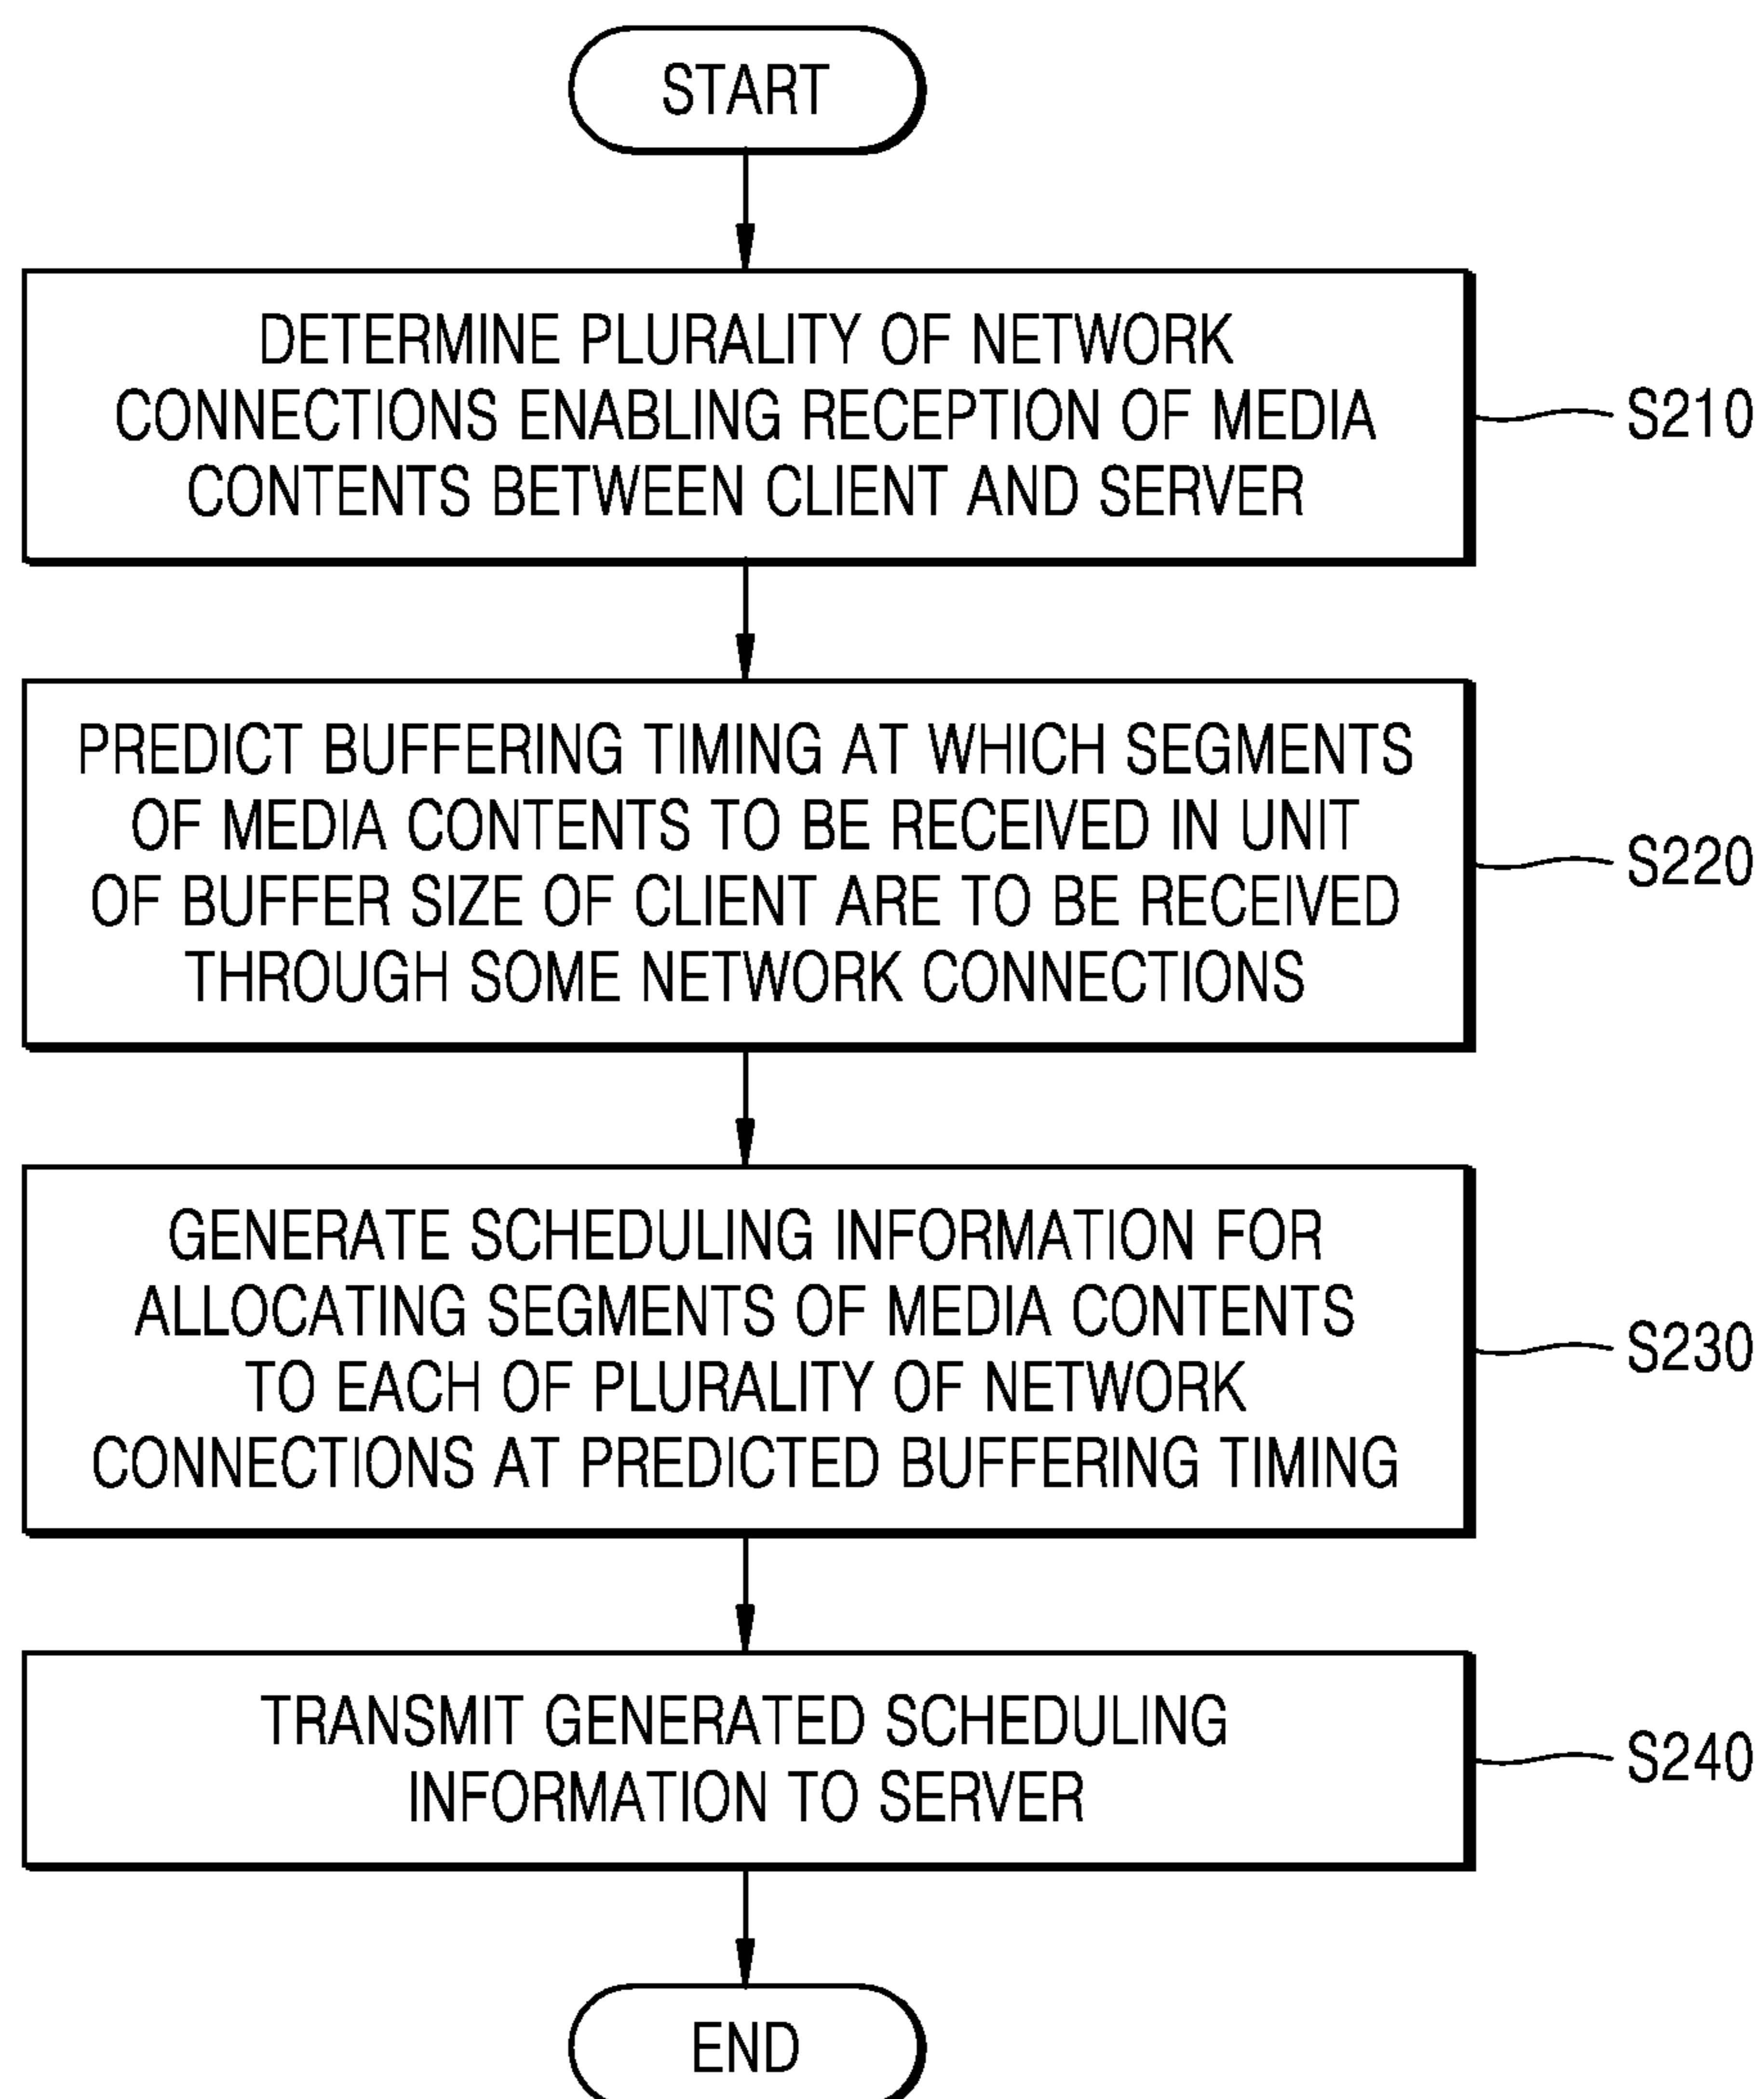 START
DETERMINE PLURALITY OF NETWORK
CONNECTIONS ENABLING RECEPTION OF MEDIA
CONTENTS BETWEEN CLIENT AND SERVER
S210
PREDICT BUFFERING TIMING AT WHICH SEGMENTS
OF MEDIA CONTENTS TO BE RECEIVED IN UNIT
OF BUFFER SIZE OF CLIENT ARE TO BE RECEIVED
THROUGH SOME NETWORK CONNECTIONS
S220
GENERATE SCHEDULING INFORMATION FOR
ALLOCATING SEGMENTS OF MEDIA CONTENTS
TO EACH OF PLURALITY OF NETWORK
CONNECTIONS AT PREDICTED BUFFERING TIMING
S230
TRANSMIT GENERATED SCHEDULING
INFORMATION TO SERVER
S240
END